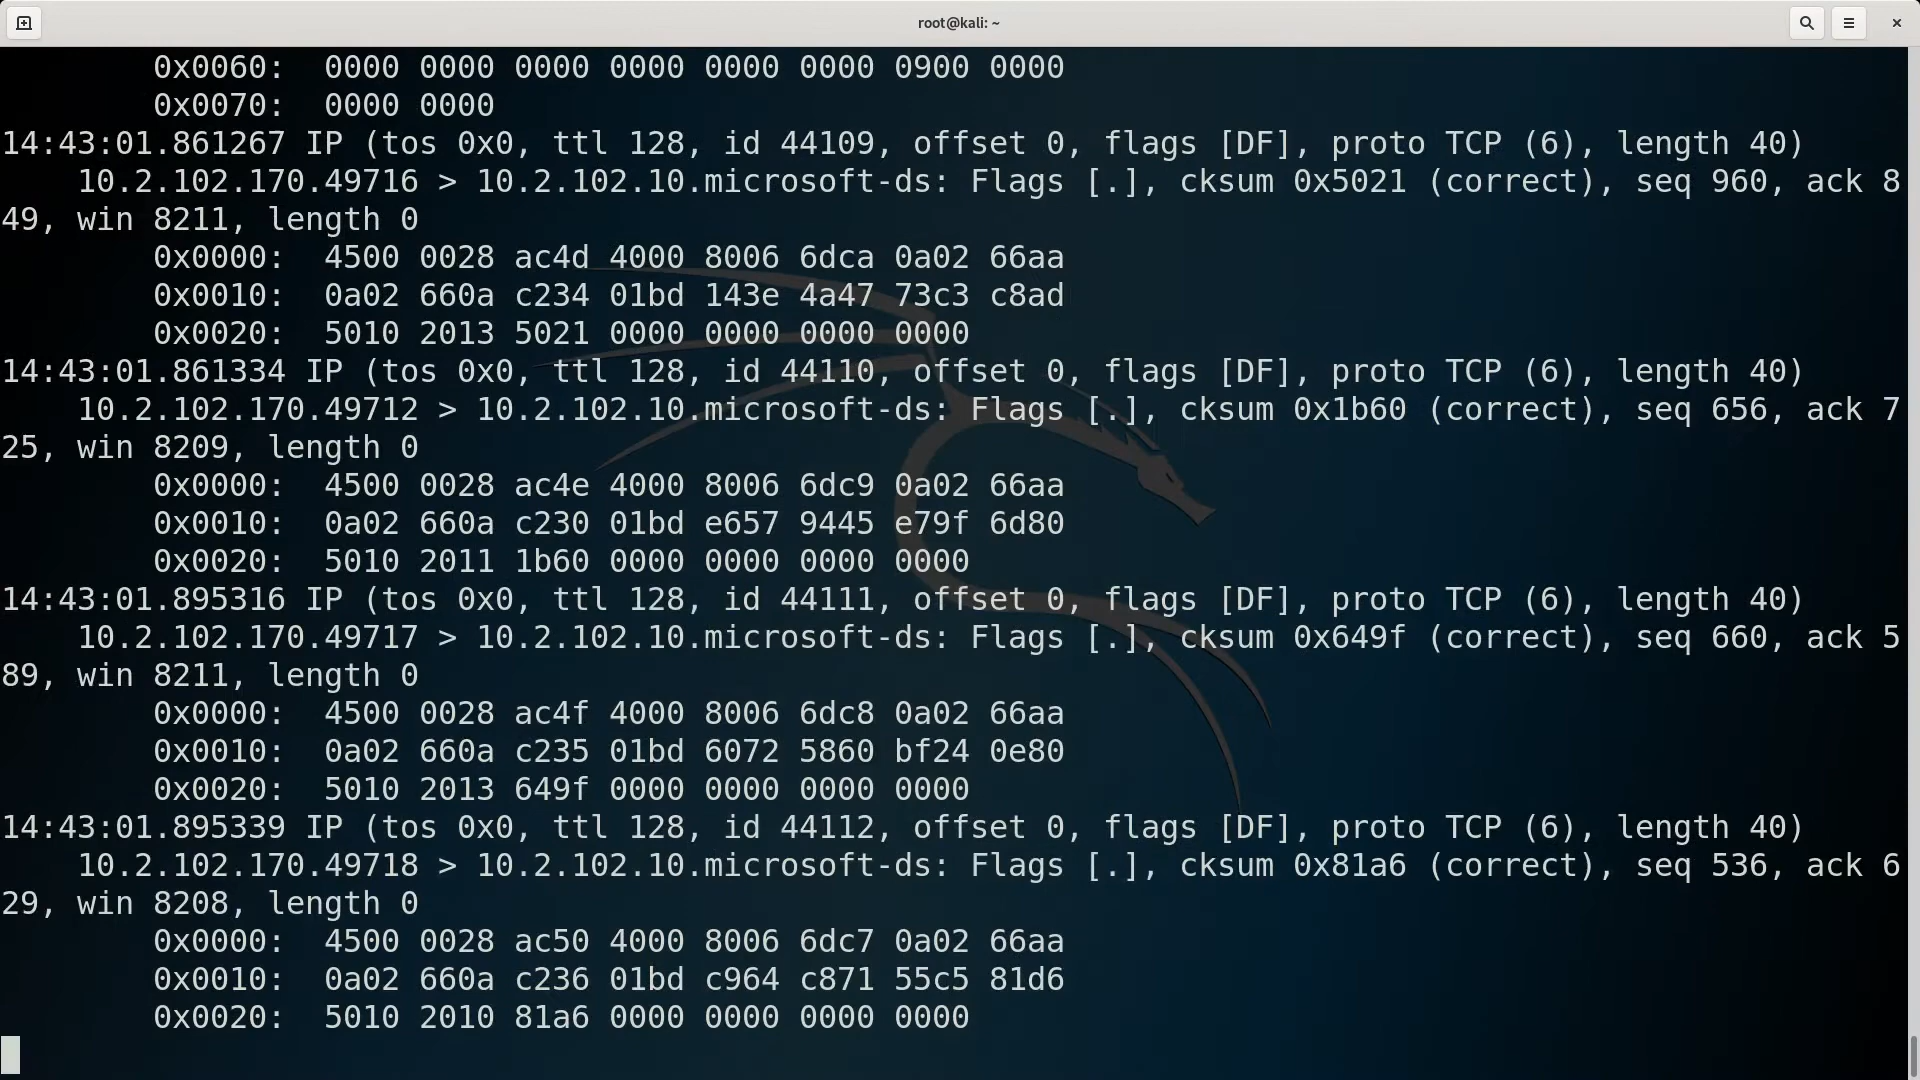 root@kali: ~
0x0060:  0000 0000 0000 0000 0000 0000 0900 0000
0x0070:  0000 0000
14:43:01.861267 IP (tos 0x0, ttl 128, id 44109, offset 0, flags [DF], proto TCP (6), length 40)
10.2.102.170.49716 > 10.2.102.10.microsoft-ds: Flags [.], cksum 0x5021 (correct), seq 960, ack 8
49, win 8211, length 0
0x0000:  4500 0028 ac4d 4000 8006 6dca 0a02 66aa
0x0010:  0a02 660a c234 01bd 143e 4a47 73c3 c8ad
0x0020:  5010 2013 5021 0000 0000 0000 0000
14:43:01.861334 IP (tos 0x0, ttl 128, id 44110, offset 0, flags [DF], proto TCP (6), length 40)
10.2.102.170.49712 > 10.2.102.10.microsoft-ds: Flags [.], cksum 0x1b60 (correct), seq 656, ack 7
25, win 8209, length 0
0x0000:  4500 0028 ac4e 4000 8006 6dc9 0a02 66aa
0x0010:  0a02 660a c230 01bd e657 9445 e79f 6d80
0x0020:  5010 2011 1b60 0000 0000 0000 0000
14:43:01.895316 IP (tos 0x0, ttl 128, id 44111, offset 0, flags [DF], proto TCP (6), length 40)
10.2.102.170.49717 > 10.2.102.10.microsoft-ds: Flags [.], cksum 0x649f (correct), seq 660, ack 5
89, win 8211, length 0
0x0000:  4500 0028 ac4f 4000 8006 6dc8 0a02 66aa
0x0010:  0a02 660a c235 01bd 6072 5860 bf24 0e80
0x0020:  5010 2013 649f 0000 0000 0000 0000
14:43:01.895339 IP (tos 0x0, ttl 128, id 44112, offset 0, flags [DF], proto TCP (6), length 40)
10.2.102.170.49718 > 10.2.102.10.microsoft-ds: Flags [.], cksum 0x81a6 (correct), seq 536, ack 6
29, win 8208, length 0
0x0000:  4500 0028 ac50 4000 8006 6dc7 0a02 66aa
0x0010:  0a02 660a c236 01bd c964 c871 55c5 81d6
0x0020:  5010 2010 81a6 0000 0000 0000 0000